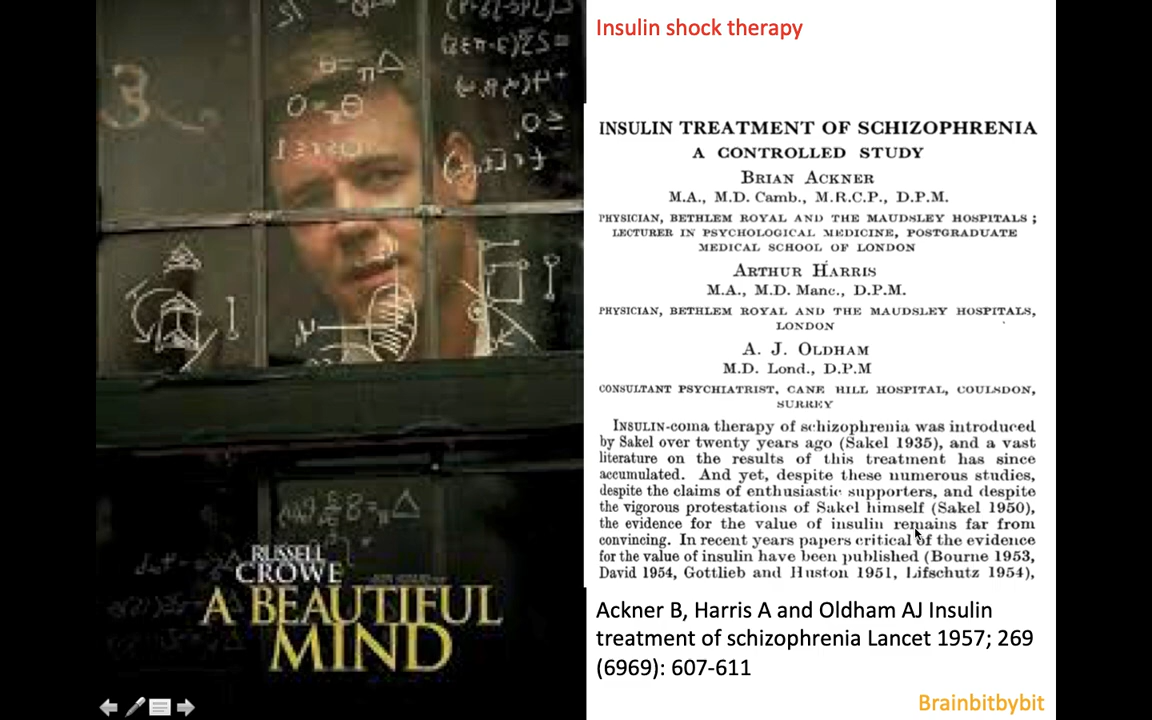 Insulin shock therapy
INSULIN TREATMENT OF SCHIZOPHRENIA
A CONTROLLED STUDY
BRIAN ACKNER
M.A., M.D. Camb., M.R.C.P., D.P.M.
PHYSICIAN, BETHLEM ROYAL AND THE MAUDSLEY HOSPITALS ;
LECTURER IN PSYCHOLOGICAL MEDICINE, POSTGRADUATE
MEDICAL SCHOOL OF LONDON
ARTHUR HARRIS
M.A., M.D. Manc., D.P.M.
PHYSICIAN, BETHLEM ROYAL AND THE MAUDSLEY HOSPITALS,
LONDON
A. J. OLDHAM
M.D. Lond., D.P.M
CONSULTANT PSYCHIATRIST, CANE HILL HOSPITAL, COULSDON,
SURREY
INSULIN-coma therapy of schizophrenia was introduced
by Sakel over twenty years ago (Sakel 1935), and a vast
literature on the results of this treatment has since
accumulated. And yet, despite these numerous studies,
despite the claims of enthusiastic supporters, and despite
the vigorous protestations of Sakel himself (Sakel 1950),
the evidence for the value of insulin remains far from
convincing. In recent years papers critical of the evidence
for the value of insulin have been published (Bourne 1953,
David 1954, Gottlieb and Huston 1951, Lifschutz 1954),
Ackner B, Harris A and Oldham AJ Insulin
treatment of schizophrenia Lancet 1957; 269
(6969): 607-611
Brainbitbybit
RUSSELL
CROWE
A BEAUTIFUL
MIND